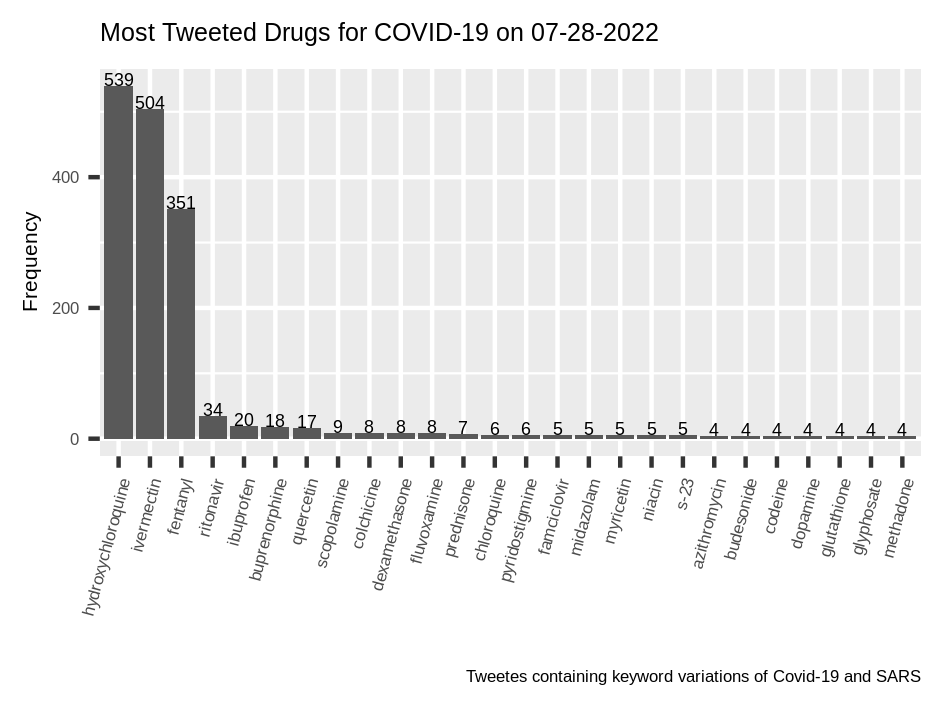 Most Tweeted Drugs for COVID-19 on 07-28-2022
Frequency
400
200
0
539
504
351
34
20
18
17
9
8
8
8
7
6
6
5
5
5
5
5
4
4
4
4
4
4
4
hydroxychloroquine
ivermectin
fentanyl
ritonavir
ibuprofen
buprenorphine
quercetin
scopolamine
colchicine
dexamethasone
fluvoxamine
prednisone
chloroquine
pyridostigmine
famciclovir
midazolam
myricetin
niacin
s-23
azithromycin
budesonide
codeine
dopamine
glutathione
glyphosate
methadone
Tweetes containing keyword variations of Covid-19 and SARS